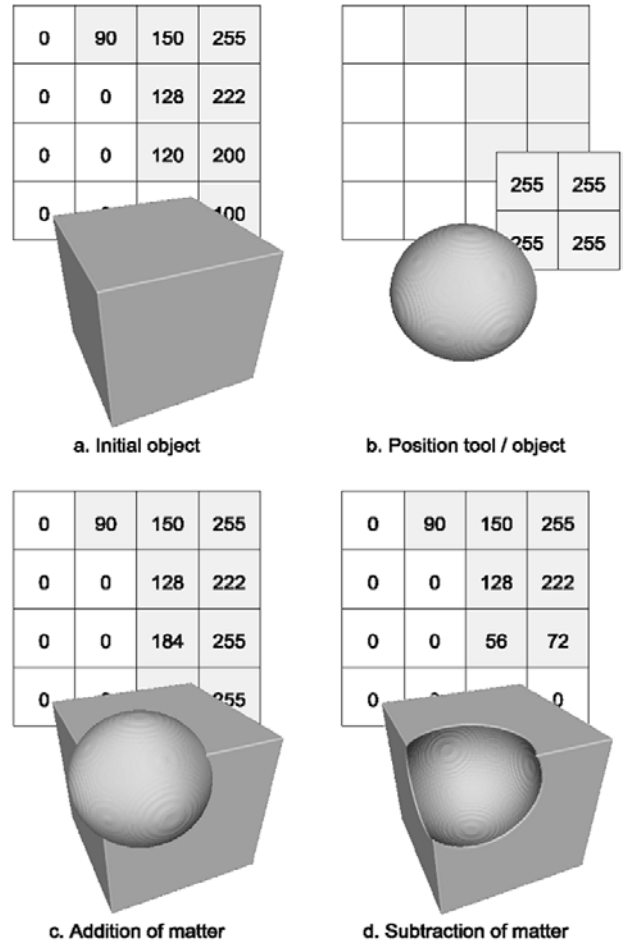 0 90 150 255
0 0 128 222
0 0 120 200
0 100
a. Initial object
255 255
255 255
b. Position tool / object
0 90 150 255
0 0 128 222
0 0 184 255
0 255
c. Addition of matter
0 90 150 255
0 0 128 222
0 0 56 72
0 0
d. Subtraction of matter